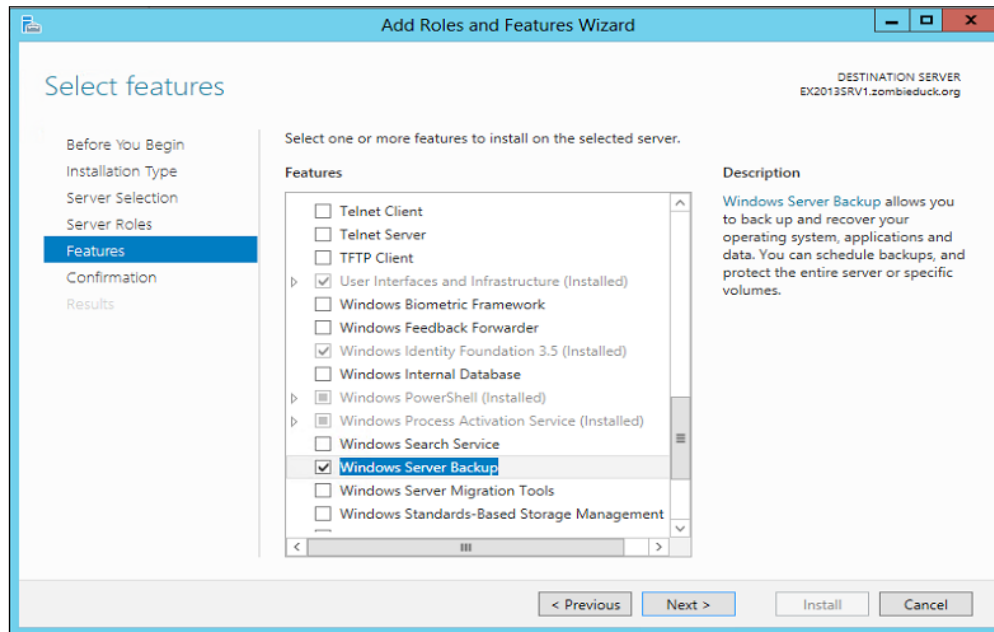 Add Roles and Features Wizard
Select features
DESTINATION SERVER
EX2013SRV1.zombieduck.org
Before You Begin
Installation Type
Server Selection
Server Roles
Features
Confirmation
Results
Select one or more features to install on the selected server.
Features
Telnet Client
Telnet Server
TFTP Client
User Interfaces and Infrastructure (Installed)
Windows Biometric Framework
Windows Feedback Forwarder
Windows Identity Foundation 3.5 (Installed)
Windows Internal Database
Windows PowerShell (Installed)
Windows Process Activation Service (Installed)
Windows Search Service
Windows Server Backup
Windows Server Migration Tools
Windows Standards-Based Storage Management
Description
Windows Server Backup allows you
to back up and recover your
operating system, applications and
data. You can schedule backups, and
protect the entire server or specific
volumes.
< Previous
Next >
Install
Cancel